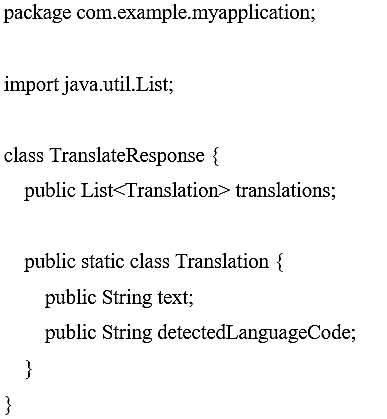 package com.example.myapplication;

import java.util.List;

class TranslateResponse {
    public List<Translation> translations;

    public static class Translation {
        public String text;
        public String detectedLanguageCode;
    }
}